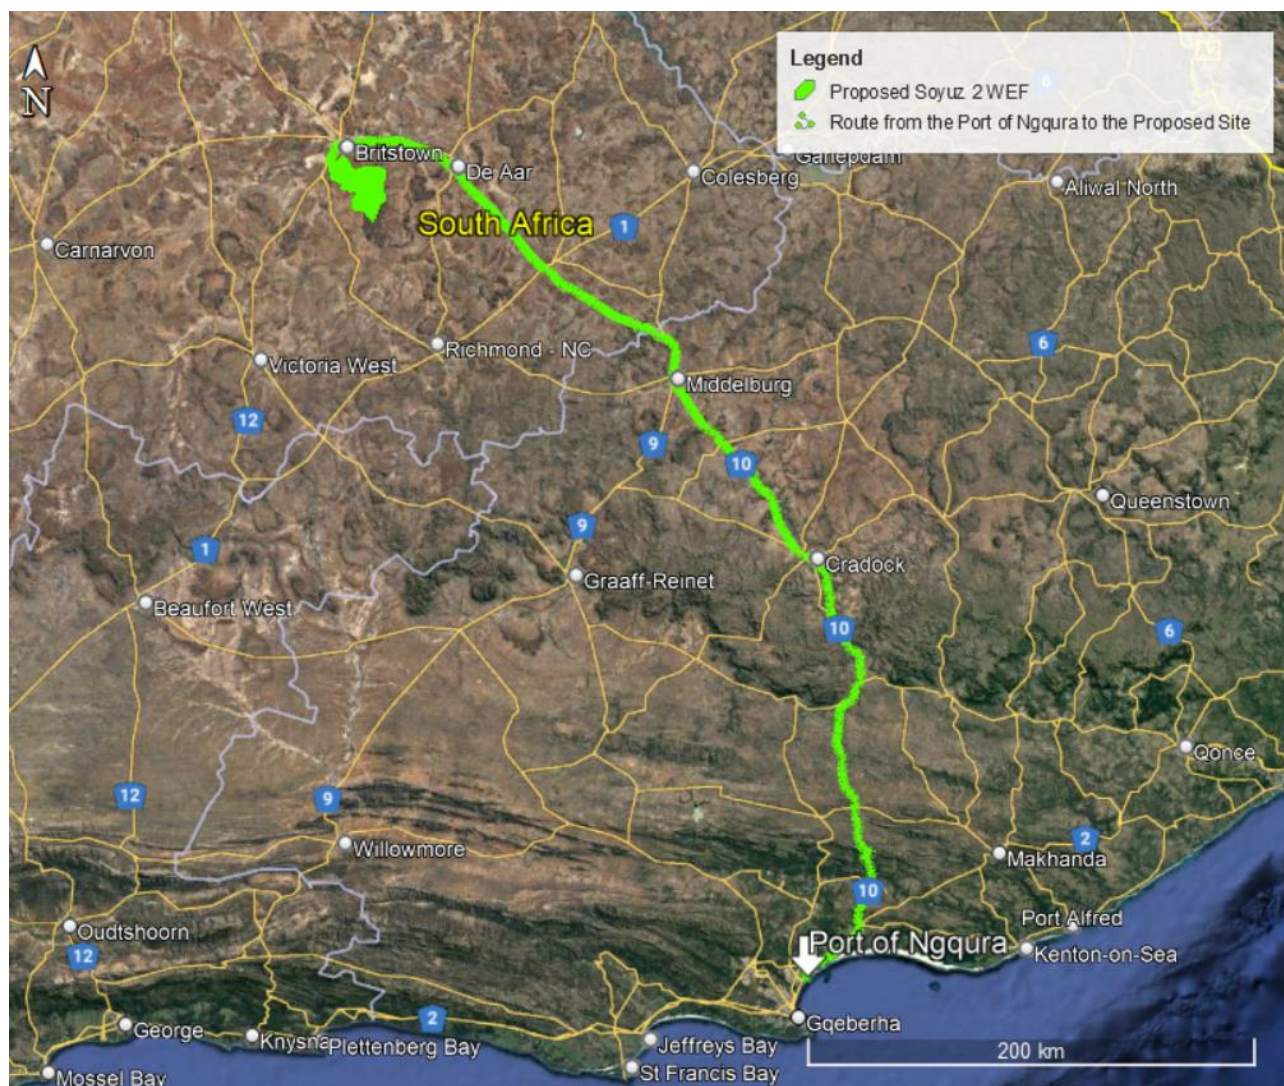 N
Legend
Proposed Soyuz 2 WEF
Route from the Port of Ngqura to the Proposed Site
A2
6
Britstown
De Aar
Colesberg
Gariepdam
Aliwal North
South Africa
1
Carnarvon
Richmond - NC
6
Victoria West
Middelburg
12
9
10
Queenstown
9
1
Cradock
Graaff-Reinet
Beaufort West
10
6
Qonce
12
9
2
Willowmore
Makhanda
10
Port Alfred
Oudtshoorn
Port of Ngqura
Kenton-on-Sea
12
George
2
Gqeberha
Knysna
Plettenberg Bay
Jeffreys Bay
200 km
Mossel Bay
St Francis Bay